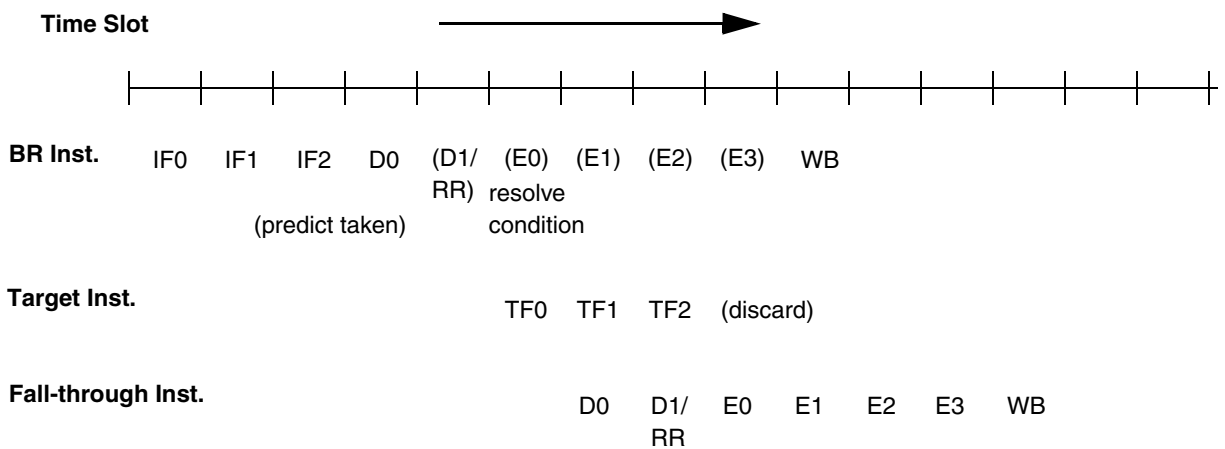 Time Slot
BR Inst. IF0 IF1 IF2 D0 (D1/ (E0) (E1) (E2) (E3) WB
RR) resolve
(predict taken) condition
Target Inst. TF0 TF1 TF2 (discard)
Fall-through Inst. D0 D1/ E0 E1 E2 E3 WB
RR